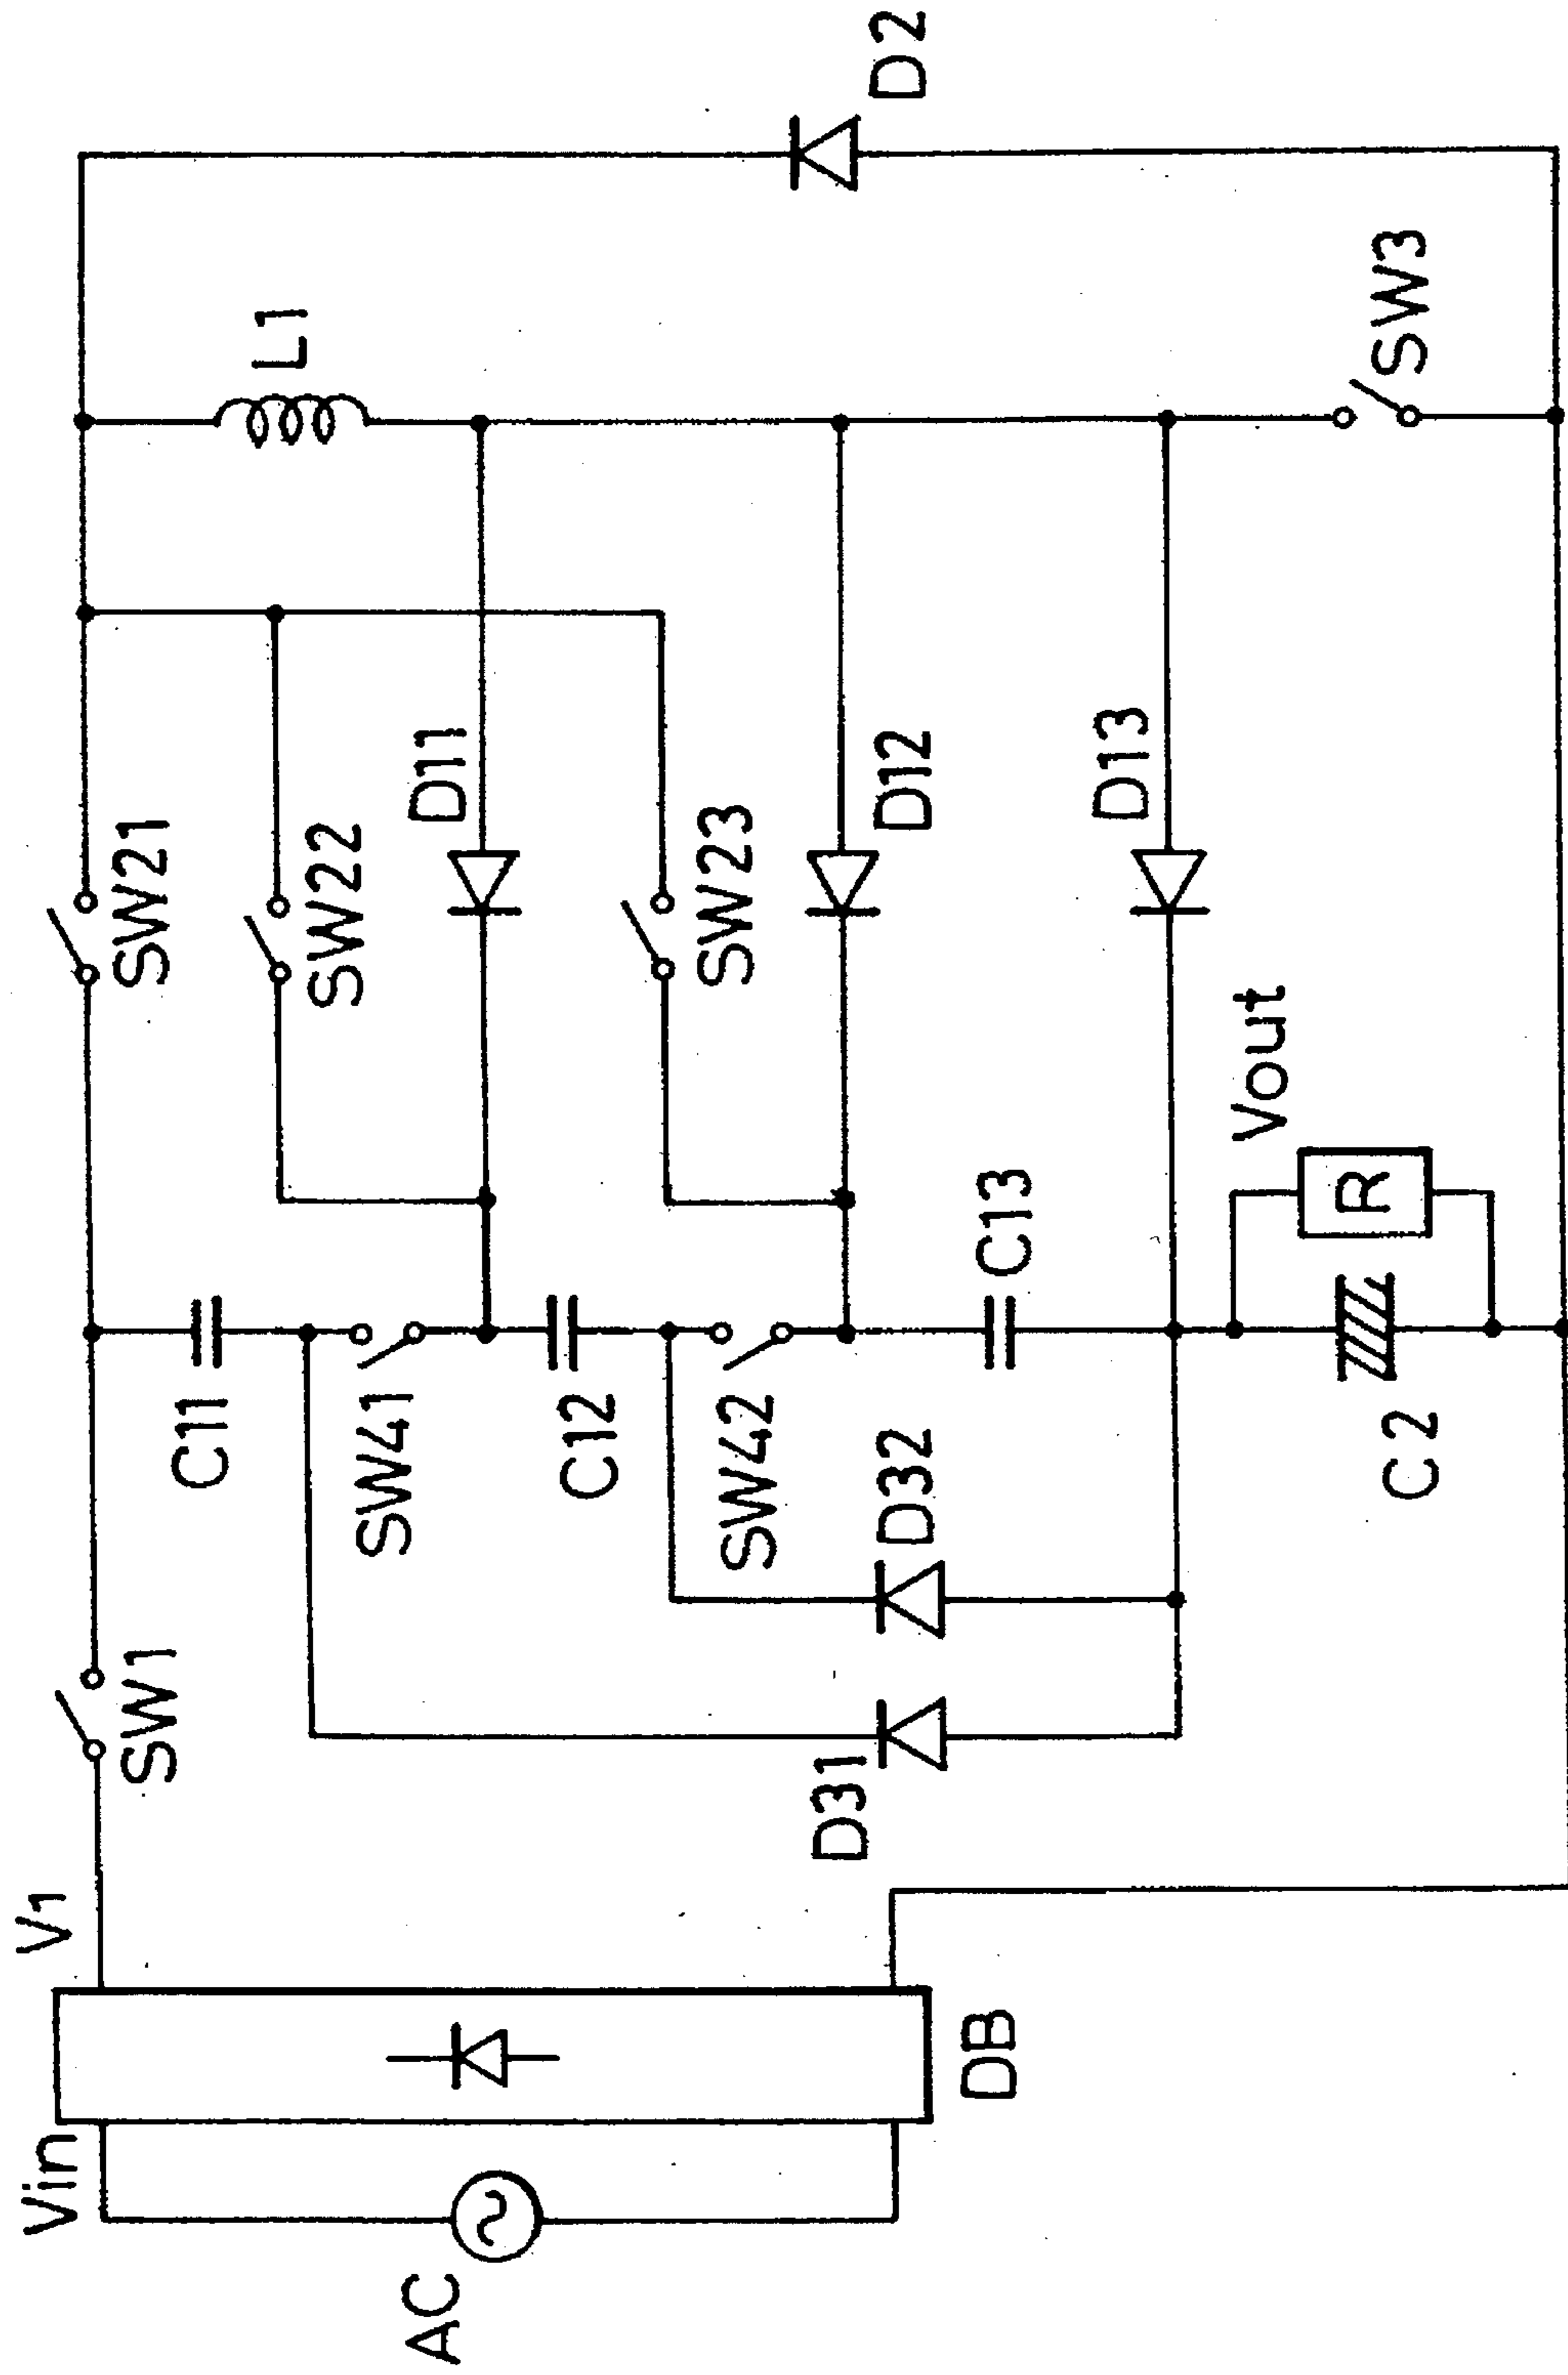 AC
Vin
DB
V1
SW1
D31
D32
C11
SW41
C12
SW42
C13
C2
R
Vout
SW21
SW22
D11
SW23
D12
D13
L1
SW3
D2